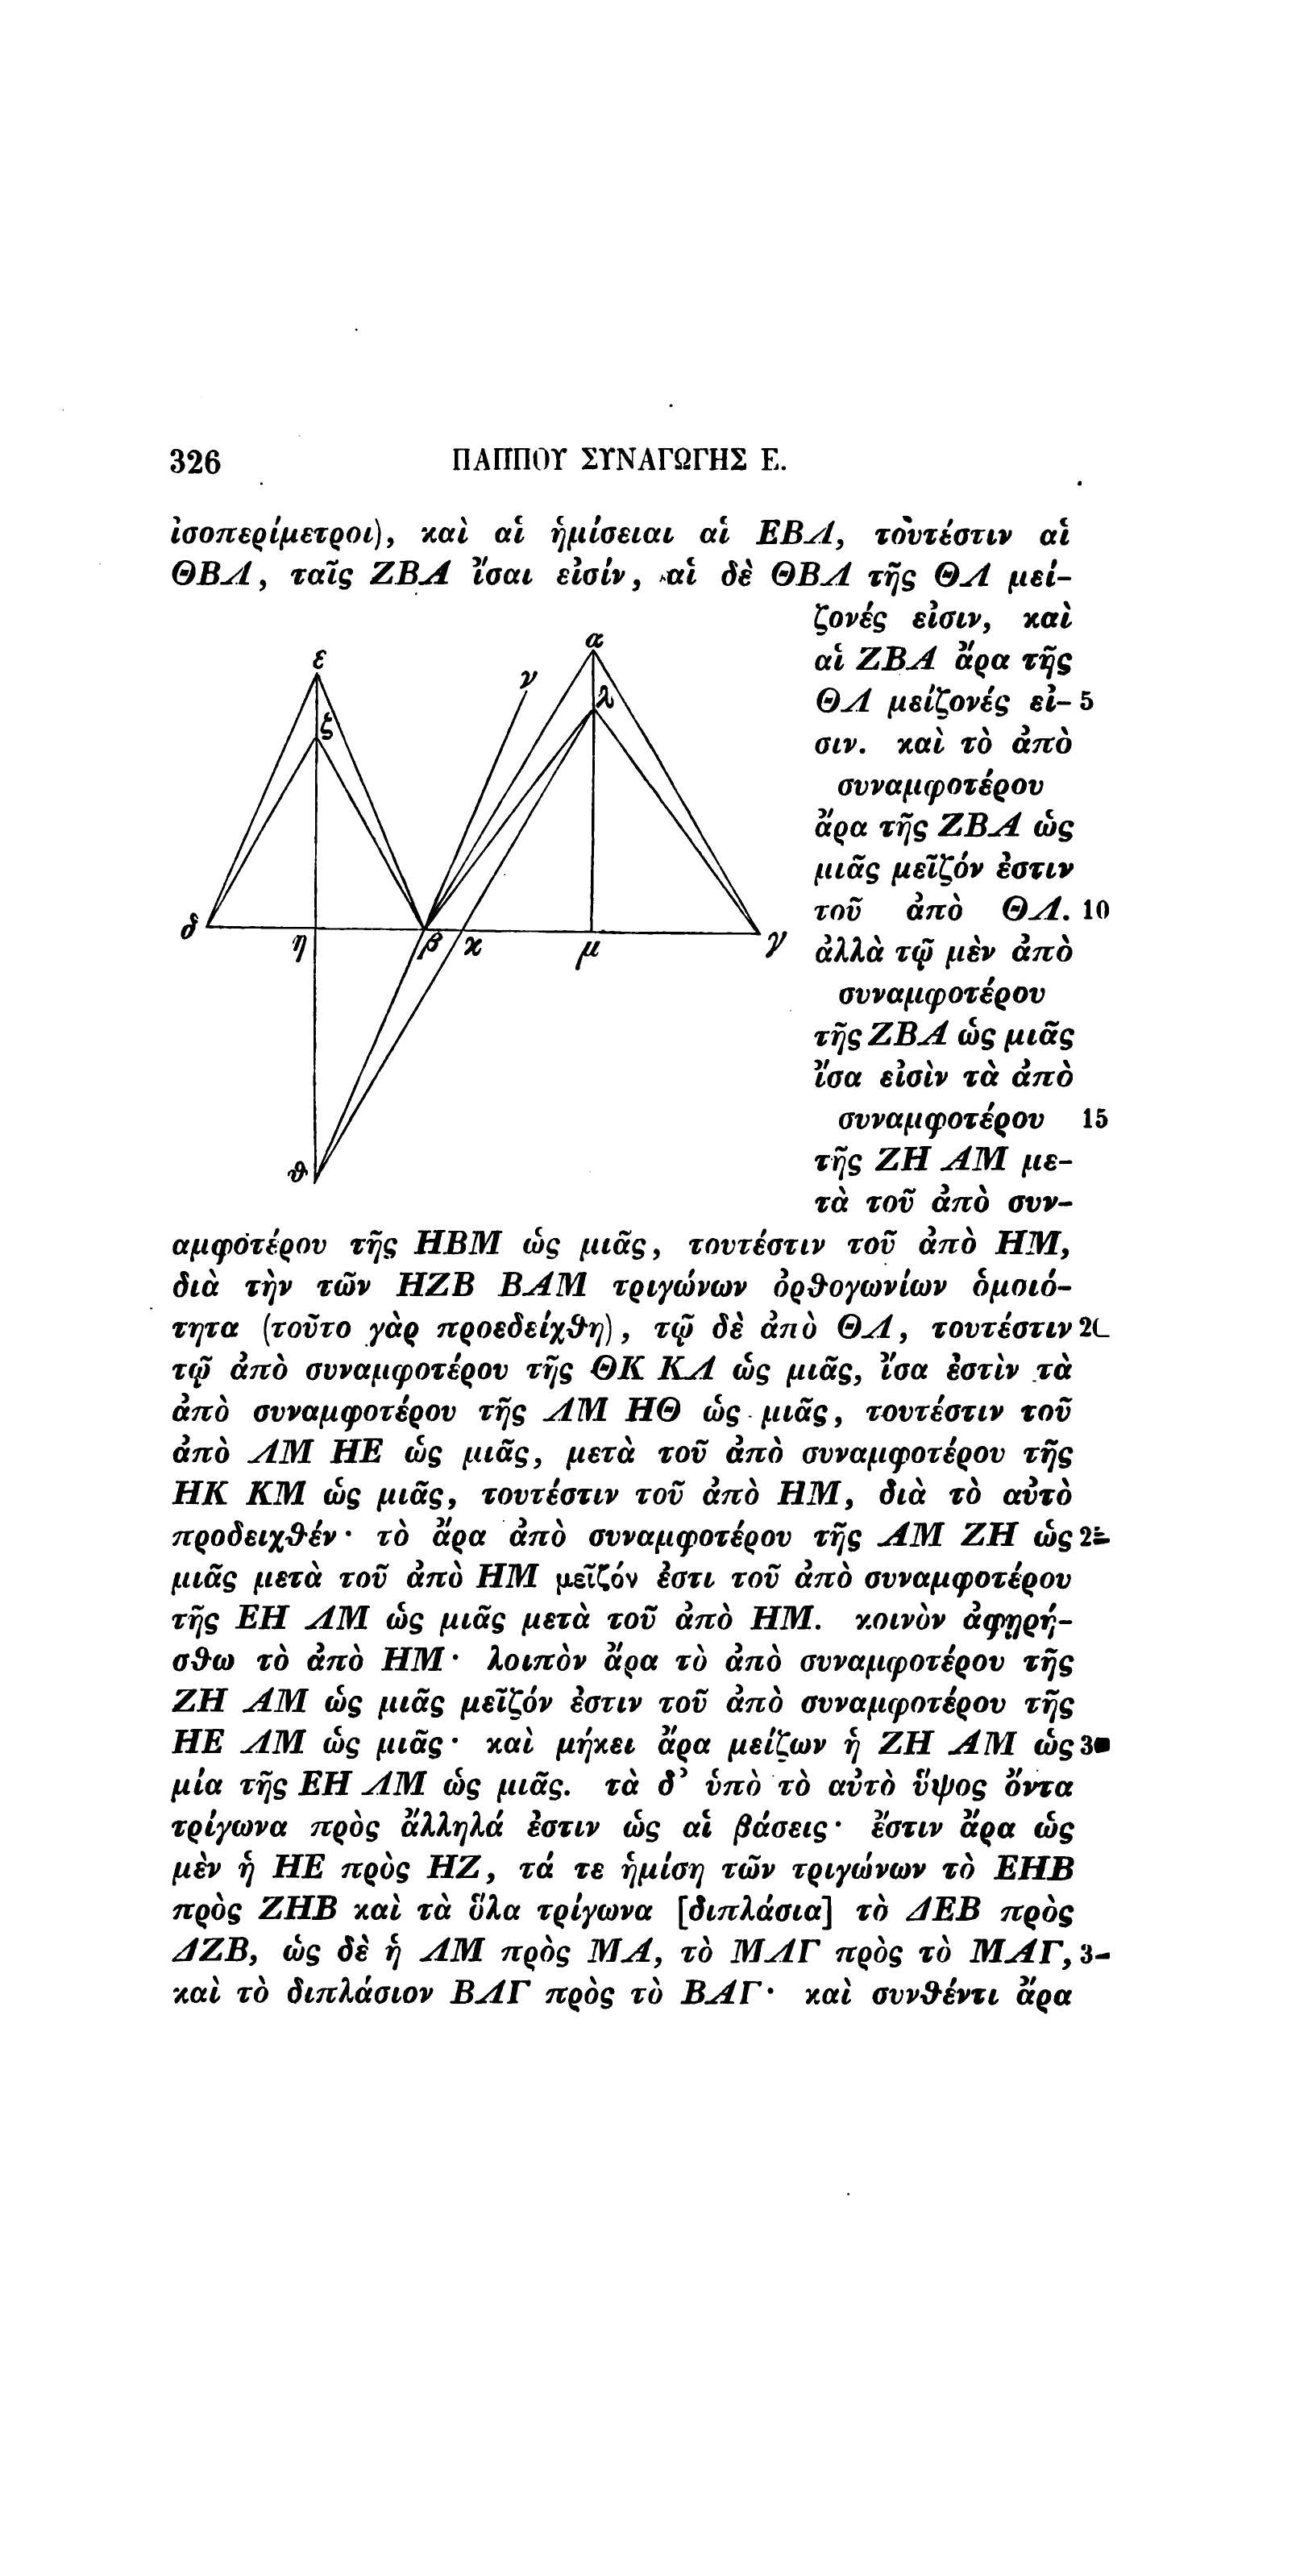 326 ΠΑΠΠΟΥ ΣΥΝΑΓΩΓΗΣ Ε.
ἰσοπερίμετροι), καὶ αἱ ἡμίσειαι αἱ ΕΒΛ, τουτέστιν αἱ
ΘΒΛ, ταῖς ΖΒΑ ἴσαι εἰσίν, αἱ δὲ ΘΒΛ τῆς ΘΛ μεί-
ζονές εἰσιν, καὶ
αἱ ΖΒΑ ἄρα τῆς
ΘΛ μείζονές εἰ- 5
σιν. καὶ τὸ ἀπὸ
συναμφοτέρου
ἄρα τῆς ΖΒΑ ὡς
μιᾶς μεῖζόν ἐστιν
τοῦ ἀπὸ ΘΛ. 10
ἀλλὰ τῷ μὲν ἀπὸ
συναμφοτέρου
τῆς ΖΒΑ ὡς μιᾶς
ἴσα εἰσὶν τὰ ἀπὸ
συναμφοτέρου 15
τῆς ΖΗ ΑΜ με-
τὰ τοῦ ἀπὸ συν-
ε
ζ
δ
η
β
κ
μ
γ
ν
α
λ
θ
αμφοτέρου τῆς ΗΒΜ ὡς μιᾶς, τουτέστιν τοῦ ἀπὸ ΗΜ,
διὰ τὴν τῶν ΗΖΒ ΒΑΜ τριγώνων ὀρθογωνίων ὁμοιό-
τητα (τοῦτο γὰρ προεδείχθη), τῷ δὲ ἀπὸ ΘΛ, τουτέστιν
τῷ ἀπὸ συναμφοτέρου τῆς ΘΚ ΚΛ ὡς μιᾶς, ἴσα ἐστὶν τὰ
ἀπὸ συναμφοτέρου τῆς ΛΜ ΗΘ ὡς μιᾶς, τουτέστιν τοῦ
ἀπὸ ΛΜ ΗΕ ὡς μιᾶς, μετὰ τοῦ ἀπὸ συναμφοτέρου τῆς
ΗΚ ΚΜ ὡς μιᾶς, τουτέστιν τοῦ ἀπὸ ΗΜ, διὰ τὸ αὐτὸ
προδειχθέν· τὸ ἄρα ἀπὸ συναμφοτέρου τῆς ΑΜ ΖΗ ὡς
μιᾶς μετὰ τοῦ ἀπὸ ΗΜ μεῖζόν ἐστι τοῦ ἀπὸ συναμφοτέρου
τῆς ΕΗ ΛΜ ὡς μιᾶς μετὰ τοῦ ἀπὸ ΗΜ. κοινὸν ἀφῃρή-
σθω τὸ ἀπὸ ΗΜ· λοιπὸν ἄρα τὸ ἀπὸ συναμφοτέρου τῆς
ΖΗ ΑΜ ὡς μιᾶς μεῖζόν ἐστιν τοῦ ἀπὸ συναμφοτέρου τῆς
ΗΕ ΛΜ ὡς μιᾶς· καὶ μήκει ἄρα μείζων ἡ ΖΗ ΑΜ ὡς
μία τῆς ΕΗ ΛΜ ὡς μιᾶς. τὰ δ᾽ ὑπὸ τὸ αὐτὸ ὕψος ὄντα
τρίγωνα πρὸς ἄλληλά ἐστιν ὡς αἱ βάσεις· ἔστιν ἄρα ὡς
μὲν ἡ ΗΕ πρὸς ΗΖ, τά τε ἡμίση τῶν τριγώνων τὸ ΕΗΒ
πρὸς ΖΗΒ καὶ τὰ ὅλα τρίγωνα [διπλάσια] τὸ ΔΕΒ πρὸς
ΔΖΒ, ὡς δὲ ἡ ΛΜ πρὸς ΜΑ, τὸ ΜΛΓ πρὸς τὸ ΜΑΓ,
καὶ τὸ διπλάσιον ΒΛΓ πρὸς τὸ ΒΑΓ· καὶ συνθέντι ἄρα